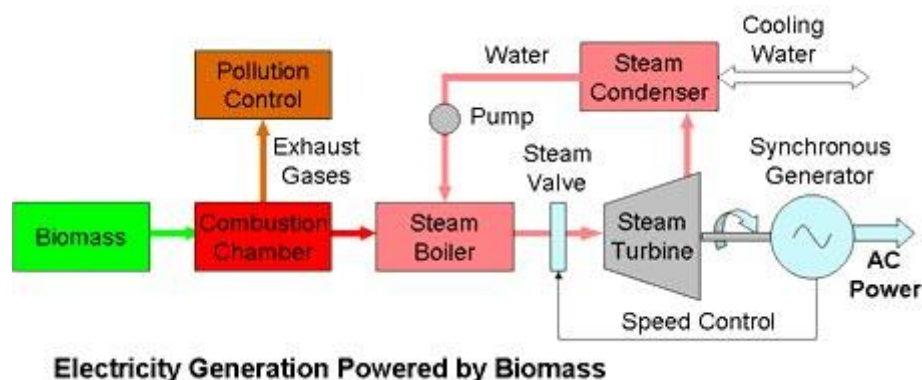 Cooling
Water
Water
Steam
Condenser
Pollution
Control
Pump
Exhaust
Gases
Steam
Valve
Synchronous
Generator
Biomass
Combustion
Chamber
Steam
Boiler
Steam
Turbine
AC
Power
Speed Control
Electricity Generation Powered by Biomass